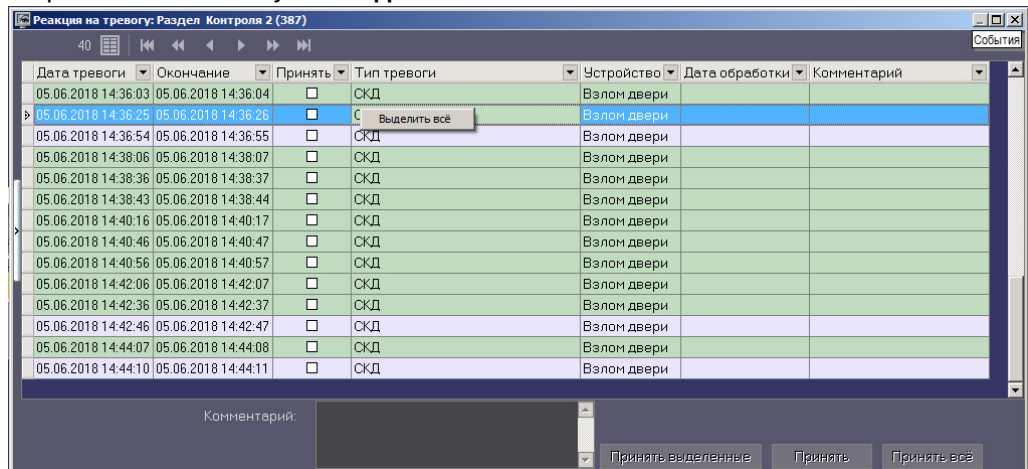 Реакция на тревогу: Раздел Контроля 2 (387)
40
События
Дата тревоги Окончание Принять Тип тревоги Устройство Дата обработки Комментарий
05.06.2018 14:36:03 05.06.2018 14:36:04 СКД Взлом двери
05.06.2018 14:36:25 05.06.2018 14:36:26 С Выделить всё Взлом двери
05.06.2018 14:36:54 05.06.2018 14:36:55 СКД Взлом двери
05.06.2018 14:38:06 05.06.2018 14:38:07 СКД Взлом двери
05.06.2018 14:38:36 05.06.2018 14:38:37 СКД Взлом двери
05.06.2018 14:38:43 05.06.2018 14:38:44 СКД Взлом двери
05.06.2018 14:40:16 05.06.2018 14:40:17 СКД Взлом двери
05.06.2018 14:40:46 05.06.2018 14:40:47 СКД Взлом двери
05.06.2018 14:40:56 05.06.2018 14:40:57 СКД Взлом двери
05.06.2018 14:42:06 05.06.2018 14:42:07 СКД Взлом двери
05.06.2018 14:42:36 05.06.2018 14:42:37 СКД Взлом двери
05.06.2018 14:42:46 05.06.2018 14:42:47 СКД Взлом двери
05.06.2018 14:44:07 05.06.2018 14:44:08 СКД Взлом двери
05.06.2018 14:44:10 05.06.2018 14:44:11 СКД Взлом двери
Комментарий:
Принять выделенные Принять Принять всё